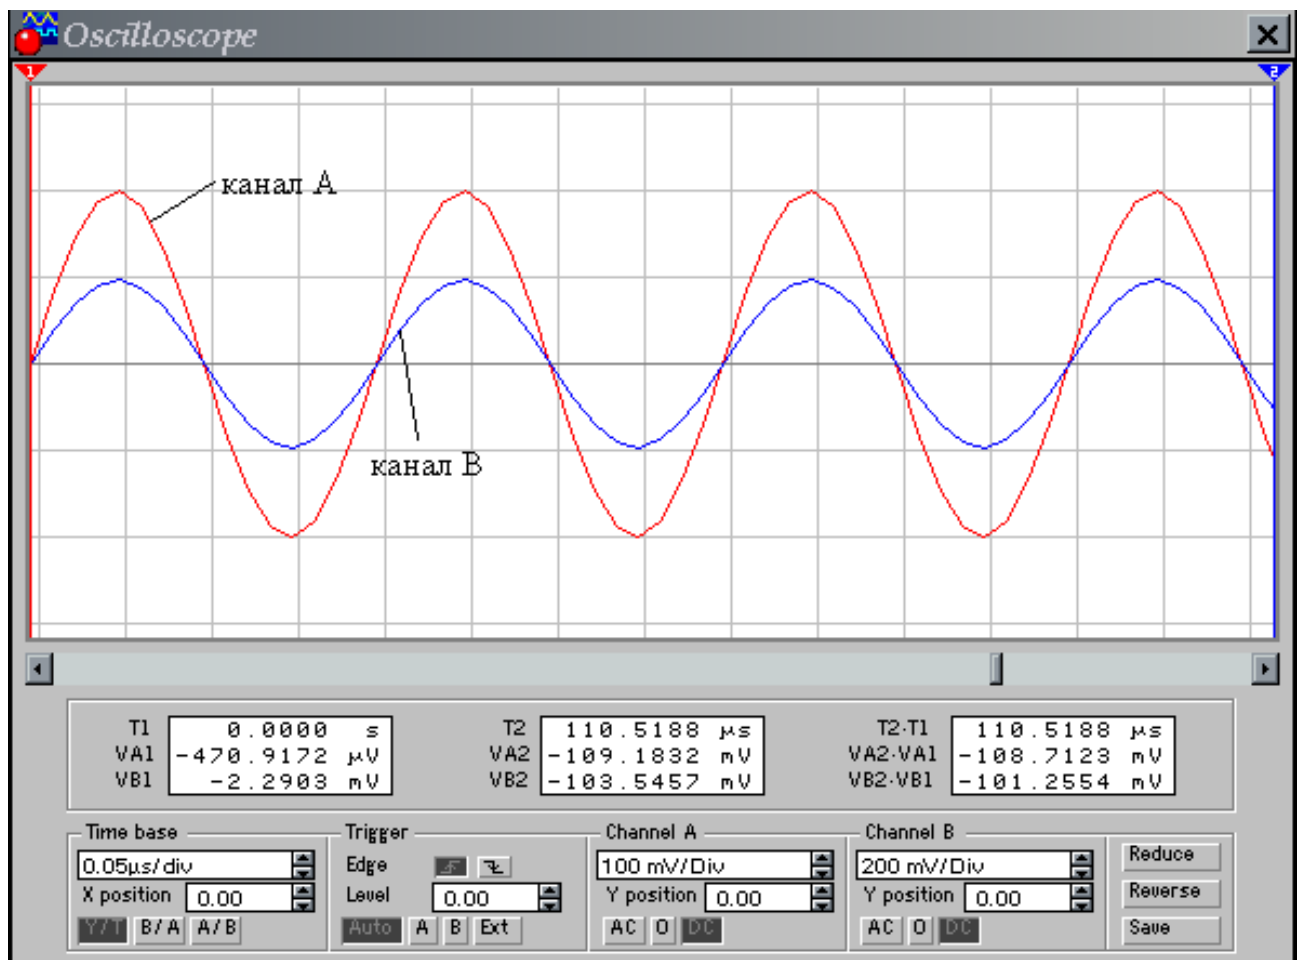 Oscilloscope
1
2
канал A
канал B
T1 0.0000 s
VA1 -470.9172 µV
VB1 -2.2903 mV
T2 110.5188 µs
VA2 -109.1832 mV
VB2 -103.5457 mV
T2-T1 110.5188 µs
VA2-VA1 -108.7123 mV
VB2-VB1 -101.2554 mV
Time base
0.05µs/div
X position 0.00
Y/T B/A A/B
Trigger
Edge
Level 0.00
Auto A B Ext
Channel A
100 mV/Div
Y position 0.00
AC 0 DC
Channel B
200 mV/Div
Y position 0.00
AC 0 DC
Reduce
Reverse
Save